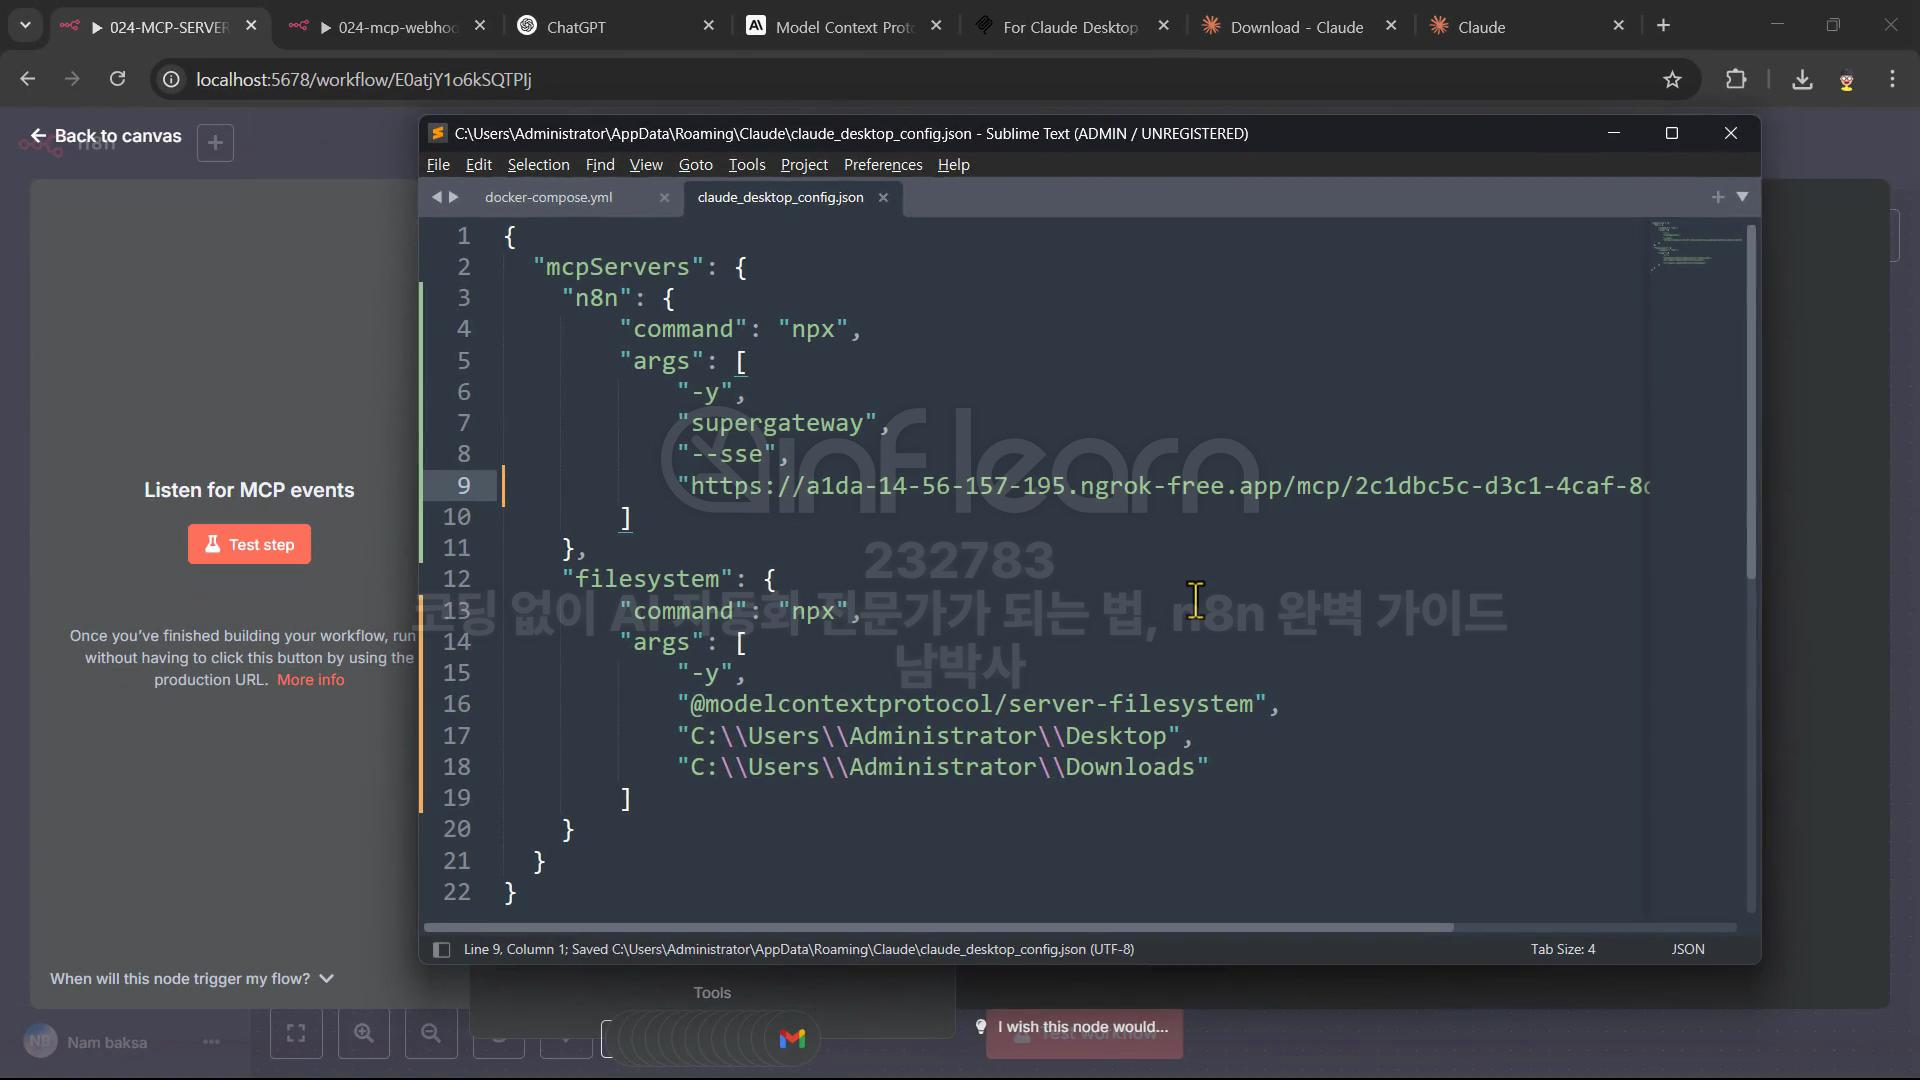 024-MCP-SERVER
024-mcp-webhoo
ChatGPT
Model Context Proto
For Claude Desktop
Download - Claude
Claude
localhost:5678/workflow/E0atjY1o6kSQTPIj
Back to canvas
n8n
C:\Users\Administrator\AppData\Roaming\Claude\claude_desktop_config.json - Sublime Text (ADMIN / UNREGISTERED)
File Edit Selection Find View Goto Tools Project Preferences Help
docker-compose.yml
claude_desktop_config.json
1 {
2 "mcpServers": {
3 "n8n": {
4 "command": "npx",
5 "args": [
6 "-y",
7 "supergateway",
8 "--sse",
9 "https://a1da-14-56-157-195.ngrok-free.app/mcp/2c1dbc5c-d3c1-4caf-8
10 ]
11 },
12 "filesystem": {
13 "command": "npx",
14 "args": [
15 "-y",
16 "@modelcontextprotocol/server-filesystem",
17 "C:\\Users\\Administrator\\Desktop",
18 "C:\\Users\\Administrator\\Downloads"
19 ]
20 }
21 }
22 }
inflearn
232783
코딩 없이 AI 자동화 전문가가 되는 법, n8n 완벽 가이드
남박사
Listen for MCP events
Test step
Once you've finished building your workflow, run
without having to click this button by using the
production URL. More info
When will this node trigger my flow?
Line 9, Column 1; Saved C:\Users\Administrator\AppData\Roaming\Claude\claude_desktop_config.json (UTF-8)
Tab Size: 4
JSON
Tools
I wish this node would...
Test workflow
NB
Nam baksa